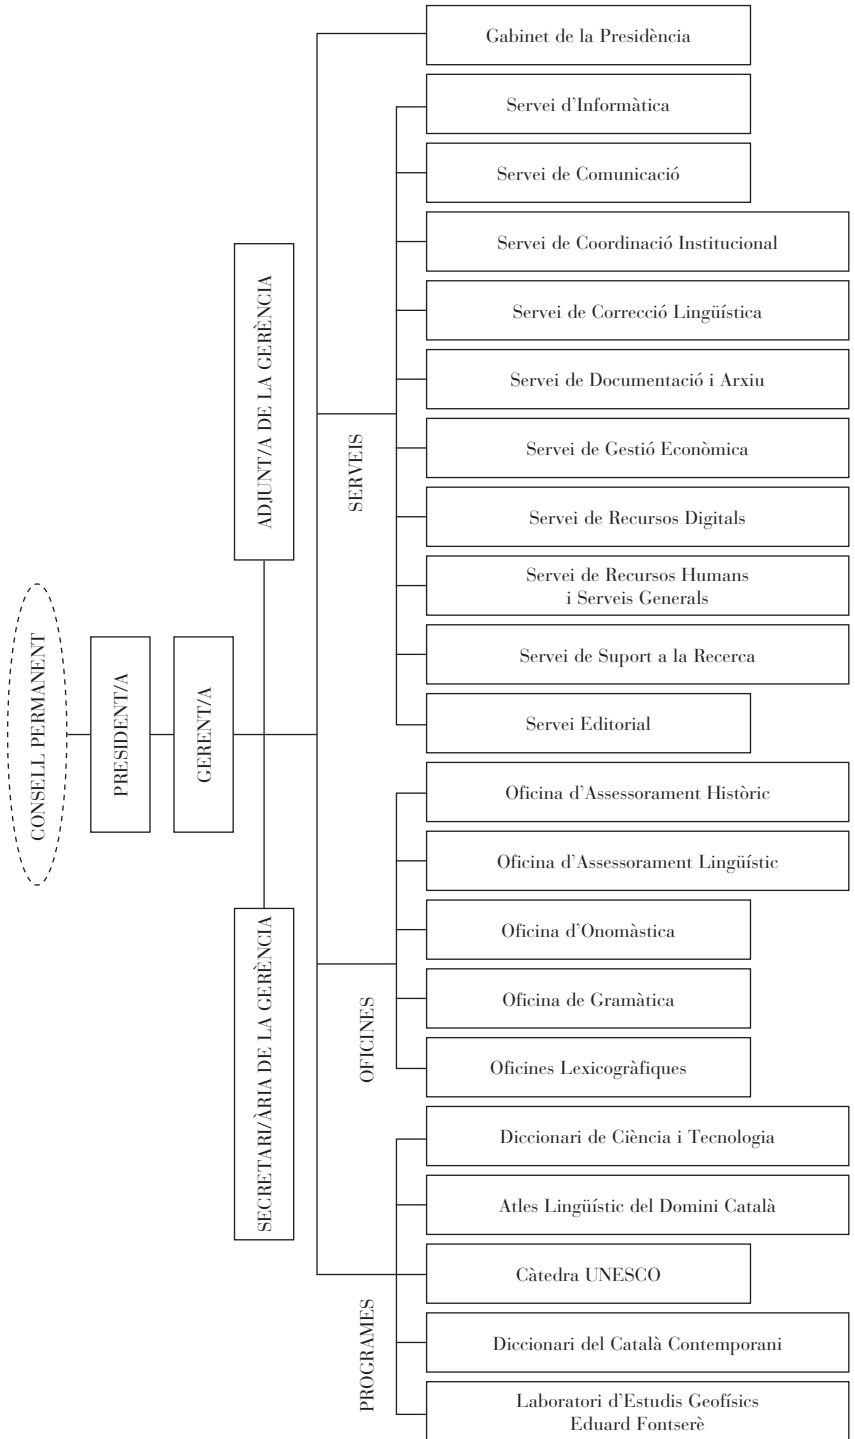 CONSELL PERMANENT
PRESIDENT/A
GERENT/A
ADJUNT/A DE LA GERÈNCIA
SECRETARI/ÀRIA DE LA GERÈNCIA
Gabinet de la Presidència
SERVEIS
Servei d'Informàtica
Servei de Comunicació
Servei de Coordinació Institucional
Servei de Correcció Lingüística
Servei de Documentació i Arxiu
Servei de Gestió Econòmica
Servei de Recursos Digitals
Servei de Recursos Humans
i Serveis Generals
Servei de Suport a la Recerca
Servei Editorial
OFICINES
Oficina d'Assessorament Històric
Oficina d'Assessorament Lingüístic
Oficina d'Onomàstica
Oficina de Gramàtica
Oficines Lexicogràfiques
PROGRAMES
Diccionari de Ciència i Tecnologia
Atles Lingüístic del Domini Català
Càtedra UNESCO
Diccionari del Català Contemporani
Laboratori d'Estudis Geofísics
Eduard Fontserè